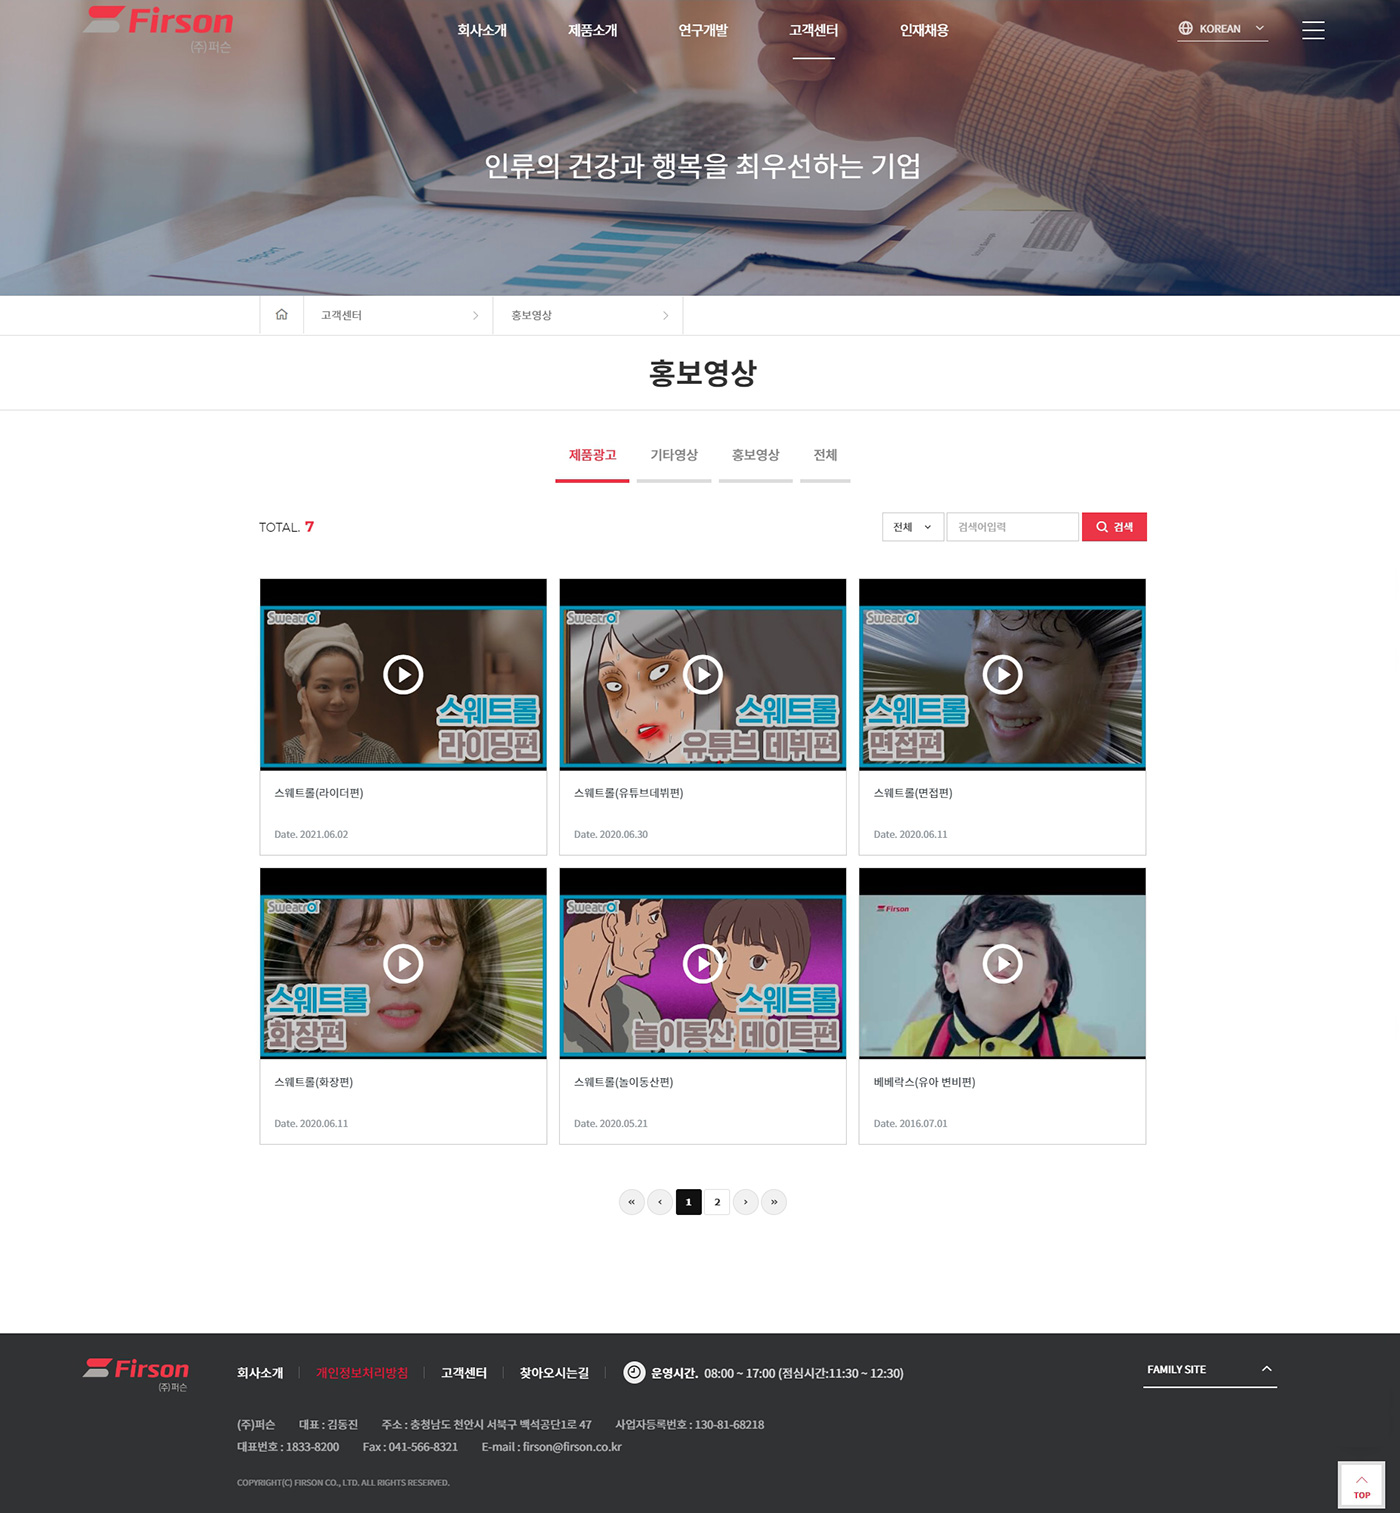 Firson
(주)퍼슨
회사소개
제품소개
연구개발
고객센터
인재채용
KOREAN
인류의 건강과 행복을 최우선하는 기업
고객센터
홍보영상
홍보영상
제품광고
기타영상
홍보영상
전체
TOTAL. 7
전체
검색어입력
검색
Sweatrol
스웨트롤
라이딩편
Sweatrol
스웨트롤
유튜브 데뷔편
Sweatrol
스웨트롤
면접편
스웨트롤(라이더편)
Date. 2021.06.02
스웨트롤(유튜브데뷔편)
Date. 2020.06.30
스웨트롤(면접편)
Date. 2020.06.11
Sweatrol
스웨트롤
화장편
Sweatrol
스웨트롤
놀이동산 데이트편
Firson
스웨트롤(화장편)
Date. 2020.06.11
스웨트롤(놀이동산편)
Date. 2020.05.21
베베락스(유아 변비편)
Date. 2016.07.01
« ‹ 1 2 › »
Firson
(주)퍼슨
회사소개
개인정보처리방침
고객센터
찾아오시는길
운영시간. 08:00 ~ 17:00 (점심시간:11:30 ~ 12:30)
FAMILY SITE
(주)퍼슨 대표 : 김동진 주소 : 충청남도 천안시 서북구 백석공단1로 47 사업자등록번호 : 130-81-68218
대표번호 : 1833-8200 Fax : 041-566-8321 E-mail : firson@firson.co.kr
COPYRIGHT(C) FIRSON CO., LTD. ALL RIGHTS RESERVED.
TOP